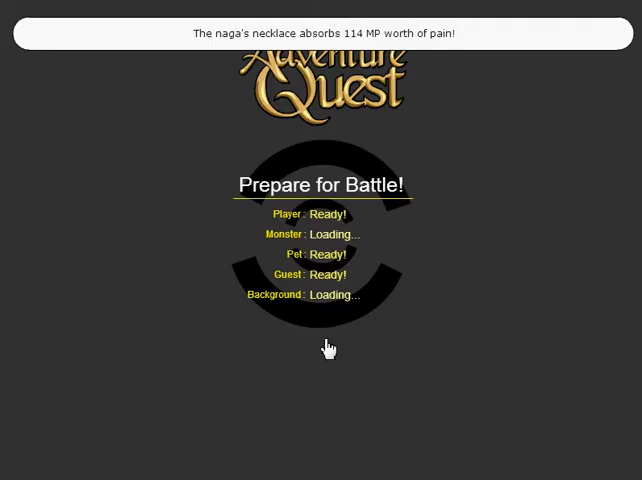 The naga's necklace absorbs 114 MP worth of pain!
Adventure
Quest
Prepare for Battle!
Player: Ready!
Monster: Loading...
Pet: Ready!
Guest: Ready!
Background: Loading...